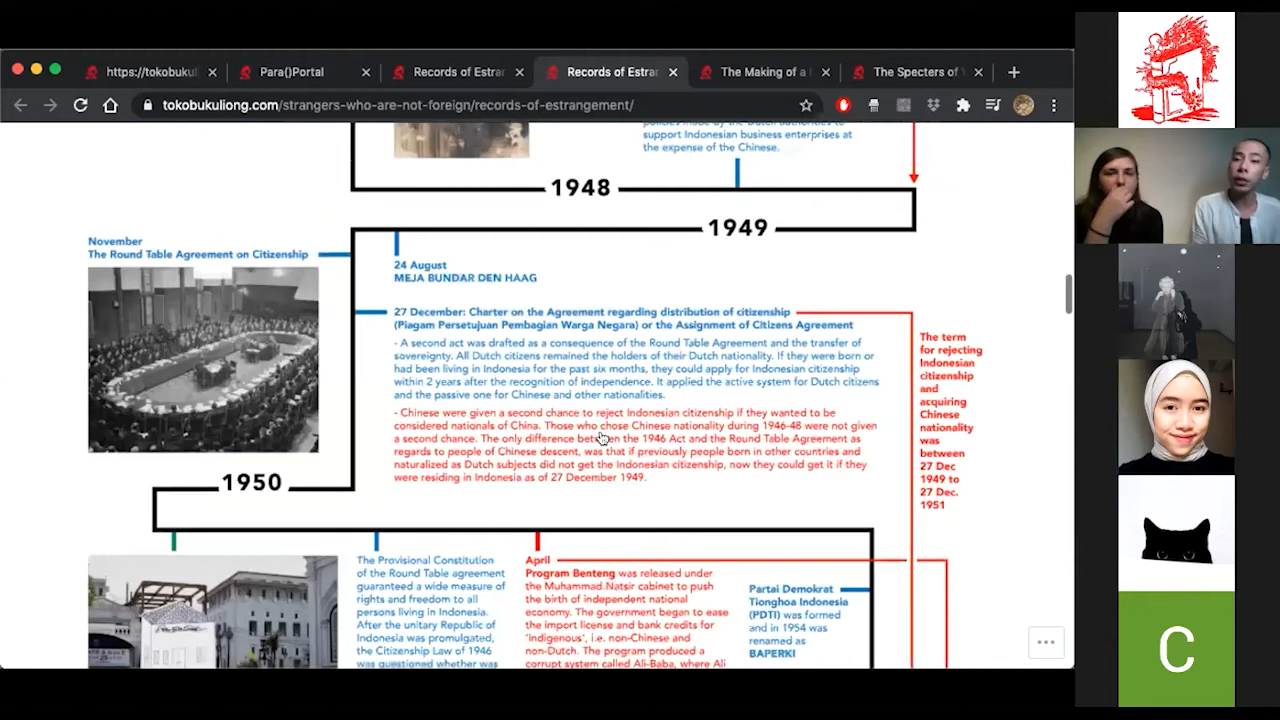 https://tokobukul
Para()Portal
Records of Estrar
Records of Estrar
The Making of a
The Specters of
tokobukuliong.com/strangers-who-are-not-foreign/records-of-estrangement/
policies made by the Dutch authorities to
support Indonesian business enterprises at
the expense of the Chinese.
1948
1949
November
The Round Table Agreement on Citizenship
24 August
MEJA BUNDAR DEN HAAG
27 December: Charter on the Agreement regarding distribution of citizenship
(Piagam Persetujuan Pembagian Warga Negara) or the Assignment of Citizens Agreement
- A second act was drafted as a consequence of the Round Table Agreement and the transfer of
sovereignty. All Dutch citizens remained the holders of their Dutch nationality. If they were born or
had been living in Indonesia for the past six months, they could apply for Indonesian citizenship
within 2 years after the recognition of independence. It applied the active system for Dutch citizens
and the passive one for Chinese and other nationalities.
- Chinese were given a second chance to reject Indonesian citizenship if they wanted to be
considered nationals of China. Those who chose Chinese nationality during 1946-48 were not given
a second chance. The only difference between the 1946 Act and the Round Table Agreement as
regards to people of Chinese descent, was that if previously people born in other countries and
naturalized as Dutch subjects did not get the Indonesian citizenship, now they could get it if they
were residing in Indonesia as of 27 December 1949.
The term
for rejecting
Indonesian
citizenship
and
acquiring
Chinese
nationality
was
between
27 Dec
1949 to
27 Dec.
1951
1950
The Provisional Constitution
of the Round Table agreement
guaranteed a wide measure of
rights and freedom to all
persons living in Indonesia.
After the unitary Republic of
Indonesia was promulgated,
the Citizenship Law of 1946
was questioned whether was
April
Program Benteng was released under
the Muhammad Natsir cabinet to push
the birth of independent national
economy. The government began to ease
the import license and bank credits for
'indigenous', i.e. non-Chinese and
non-Dutch. The program produced a
corrupt system called Ali-Baba, where Ali
Partai Demokrat
Tionghoa Indonesia
(PDTI) was formed
and in 1954 was
renamed as
BAPERKI
C